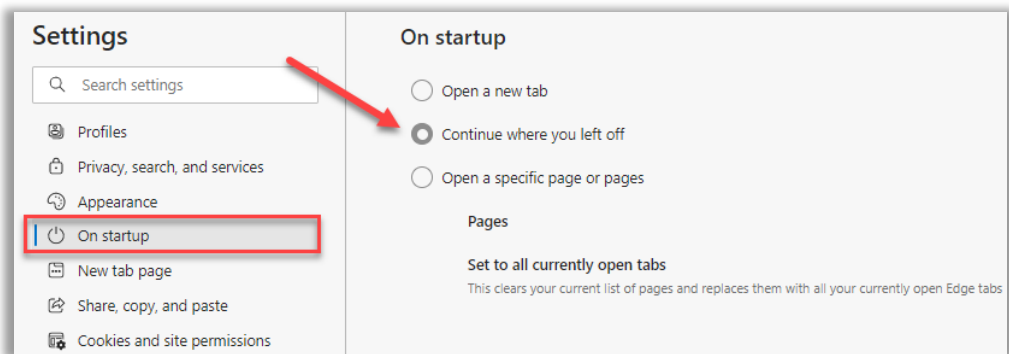 Settings
Search settings
Profiles
Privacy, search, and services
Appearance
On startup
New tab page
Share, copy, and paste
Cookies and site permissions
On startup
Open a new tab
Continue where you left off
Open a specific page or pages
Pages
Set to all currently open tabs
This clears your current list of pages and replaces them with all your currently open Edge tabs